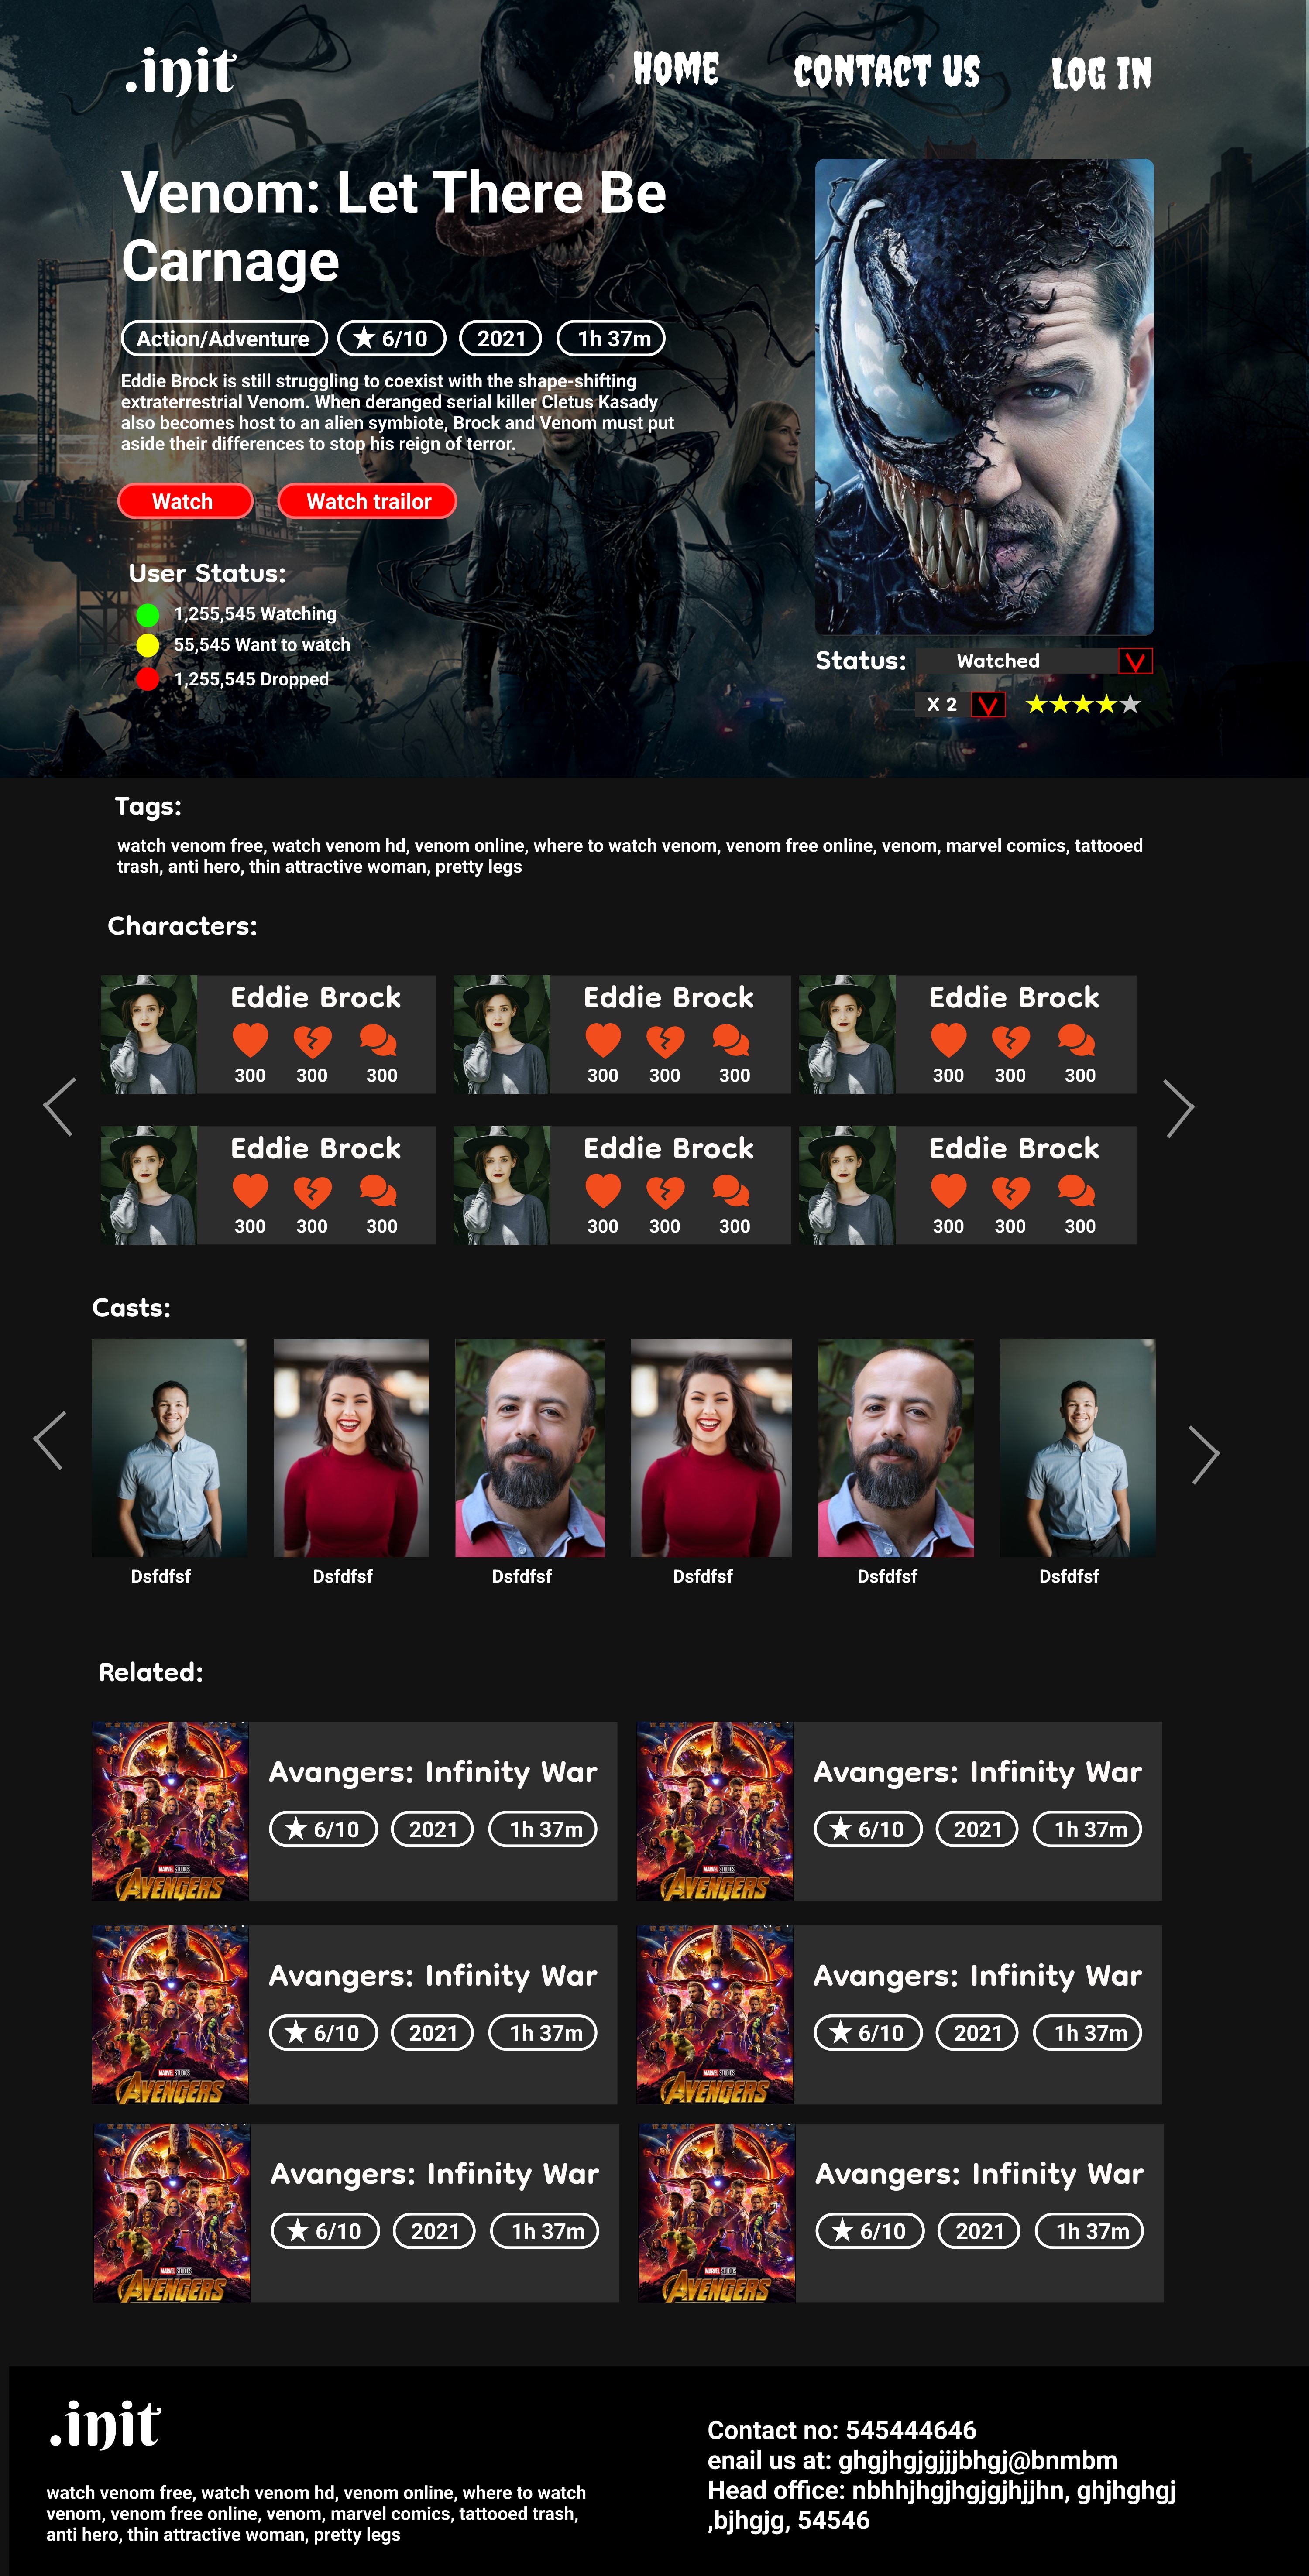 .init
HOME CONTACT US LOG IN
Venom: Let There Be
Carnage
Action/Adventure ★ 6/10 2021 1h 37m
Eddie Brock is still struggling to coexist with the shape-shifting
extraterrestrial Venom. When deranged serial killer Cletus Kasady
also becomes host to an alien symbiote, Brock and Venom must put
aside their differences to stop his reign of terror.
Watch Watch trailor
User Status:
1,255,545 Watching
55,545 Want to watch
1,255,545 Dropped
Status: Watched V
X 2 V
Tags:
watch venom free, watch venom hd, venom online, where to watch venom, venom free online, venom, marvel comics, tattooed
trash, anti hero, thin attractive woman, pretty legs
Characters:
Eddie Brock Eddie Brock Eddie Brock
300 300 300 300 300 300 300 300 300
Eddie Brock Eddie Brock Eddie Brock
300 300 300 300 300 300 300 300 300
Casts:
Dsfdfsf Dsfdfsf Dsfdfsf Dsfdfsf Dsfdfsf Dsfdfsf
Related:
Avangers: Infinity War Avangers: Infinity War
★ 6/10 2021 1h 37m ★ 6/10 2021 1h 37m
MARVEL STUDIOS MARVEL STUDIOS
AVENGERS AVENGERS
Avangers: Infinity War Avangers: Infinity War
★ 6/10 2021 1h 37m ★ 6/10 2021 1h 37m
MARVEL STUDIOS MARVEL STUDIOS
AVENGERS AVENGERS
Avangers: Infinity War Avangers: Infinity War
★ 6/10 2021 1h 37m ★ 6/10 2021 1h 37m
MARVEL STUDIOS MARVEL STUDIOS
AVENGERS AVENGERS
.init
watch venom free, watch venom hd, venom online, where to watch
venom, venom free online, venom, marvel comics, tattooed trash,
anti hero, thin attractive woman, pretty legs
Contact no: 545444646
enail us at: ghgjhgjgjjjbhgj@bnmbm
Head office: nbhhjhgjhgjgjhjjhn, ghjhghgj
,bjhgjg, 54546